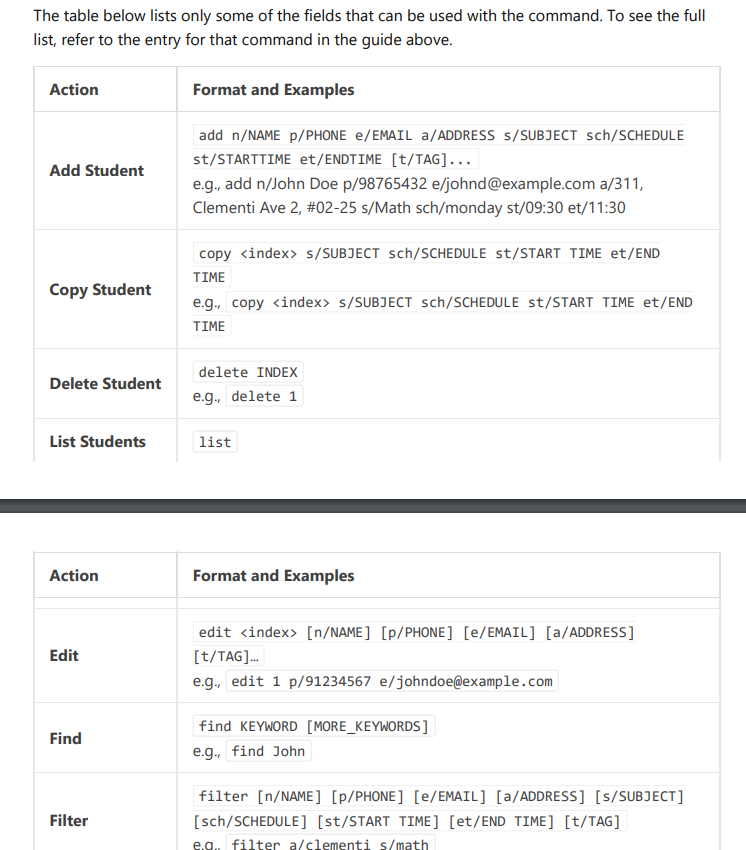 The table below lists only some of the fields that can be used with the command. To see the full
list, refer to the entry for that command in the guide above.
Action
Format and Examples
Add Student
add n/NAME p/PHONE e/EMAIL a/ADDRESS s/SUBJECT sch/SCHEDULE
st/STARTTIME et/ENDTIME [t/TAG]...
e.g., add n/John Doe p/98765432 e/johnd@example.com a/311,
Clementi Ave 2, #02-25 s/Math sch/monday st/09:30 et/11:30
Copy Student
copy <index> s/SUBJECT sch/SCHEDULE st/START TIME et/END
TIME
e.g., copy <index> s/SUBJECT sch/SCHEDULE st/START TIME et/END
TIME
Delete Student
delete INDEX
e.g., delete 1
List Students
list
Action
Format and Examples
Edit
edit <index> [n/NAME] [p/PHONE] [e/EMAIL] [a/ADDRESS]
[t/TAG]…
e.g., edit 1 p/91234567 e/johndoe@example.com
Find
find KEYWORD [MORE_KEYWORDS]
e.g., find John
Filter
filter [n/NAME] [p/PHONE] [e/EMAIL] [a/ADDRESS] [s/SUBJECT]
[sch/SCHEDULE] [st/START TIME] [et/END TIME] [t/TAG]
e.g., filter a/clementi s/math